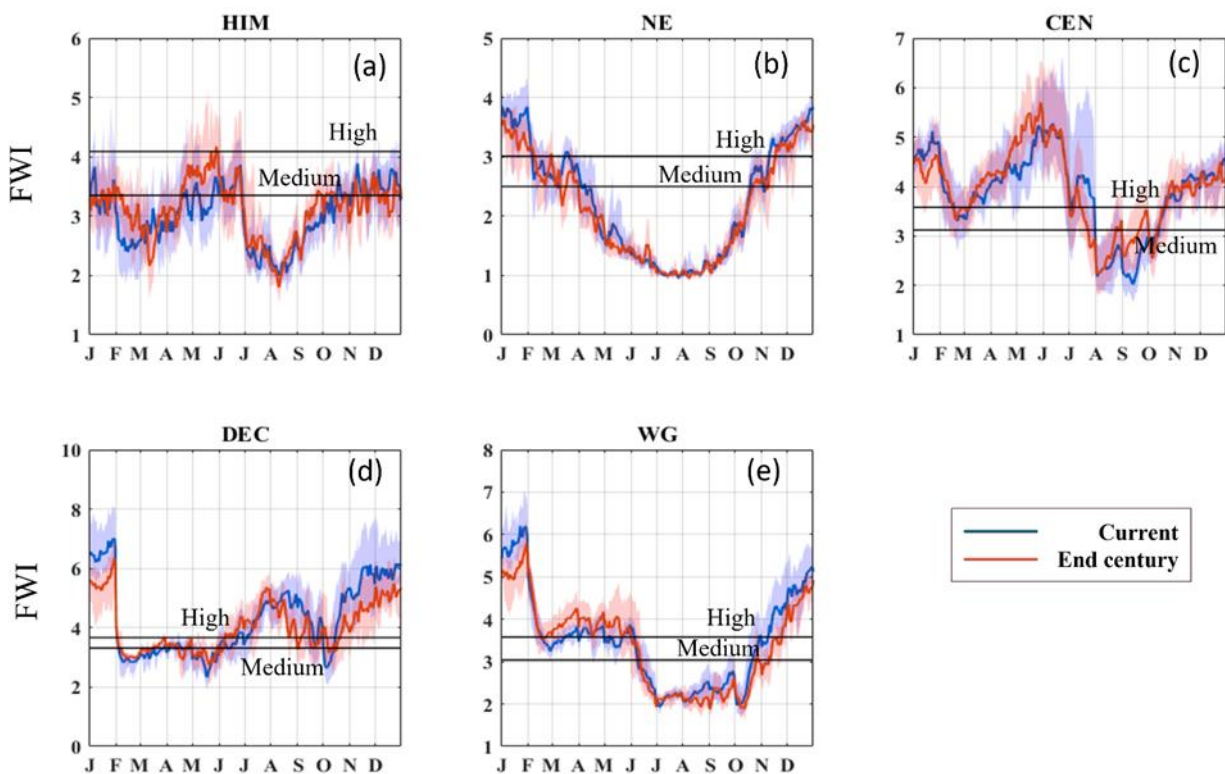 HIM
NE
CEN
6
5
4
3
2
1
FWI
(a)
High
Medium
J F M A M J J A S O N D
5
4
3
2
1
0
(b)
High
Medium
J F M A M J J A S O N D
7
6
5
4
3
2
1
(c)
High
Medium
J F M A M J J A S O N D
DEC
WG
10
8
6
4
2
0
FWI
(d)
High
Medium
J F M A M J J A S O N D
8
7
6
5
4
3
2
1
(e)
High
Medium
J F M A M J J A S O N D
Current
End century